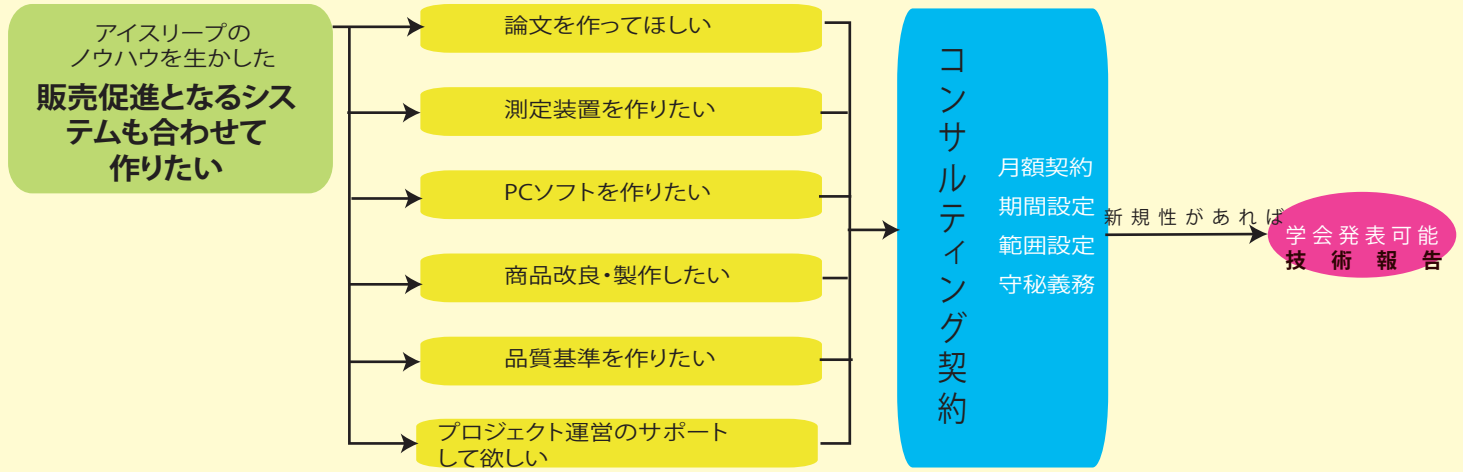 アイスリープの
ノウハウを生かした
販売促進となるシス
テムも合わせて
作りたい
論文を作ってほしい
測定装置を作りたい
PCソフトを作りたい
商品改良・製作したい
品質基準を作りたい
プロジェクト運営のサポート
して欲しい
コンサルティング契約
月額契約
期間設定
範囲設定
守秘義務
新規性があれば
学会発表可能
技術報告